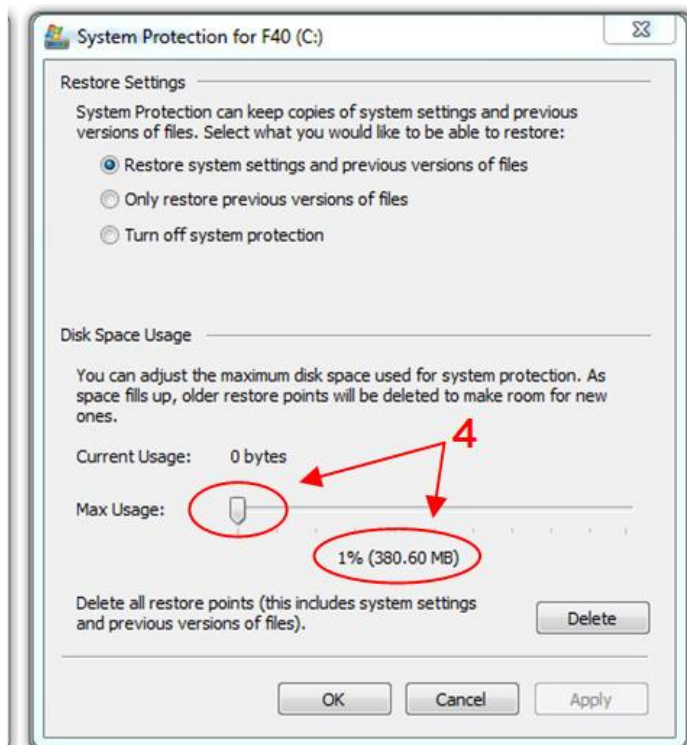 System Protection for F40 (C:)
Restore Settings
System Protection can keep copies of system settings and previous
versions of files. Select what you would like to be able to restore:
Restore system settings and previous versions of files
Only restore previous versions of files
Turn off system protection
Disk Space Usage
You can adjust the maximum disk space used for system protection. As
space fills up, older restore points will be deleted to make room for new
ones.
4
Current Usage: 0 bytes
Max Usage:
1% (380.60 MB)
Delete all restore points (this includes system settings
and previous versions of files).
Delete
OK Cancel Apply